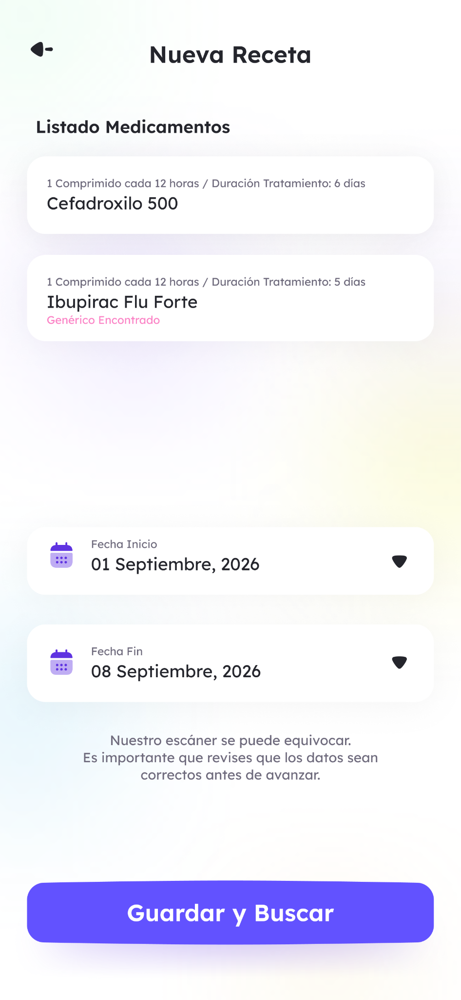 Nueva Receta
Listado Medicamentos
1 Comprimido cada 12 horas / Duración Tratamiento: 6 días
Cefadroxilo 500
1 Comprimido cada 12 horas / Duración Tratamiento: 5 días
Ibupirac Flu Forte
Genérico Encontrado
Fecha Inicio
01 Septiembre, 2026
Fecha Fin
08 Septiembre, 2026
Nuestro escáner se puede equivocar.
Es importante que revises que los datos sean
correctos antes de avanzar.
Guardar y Buscar